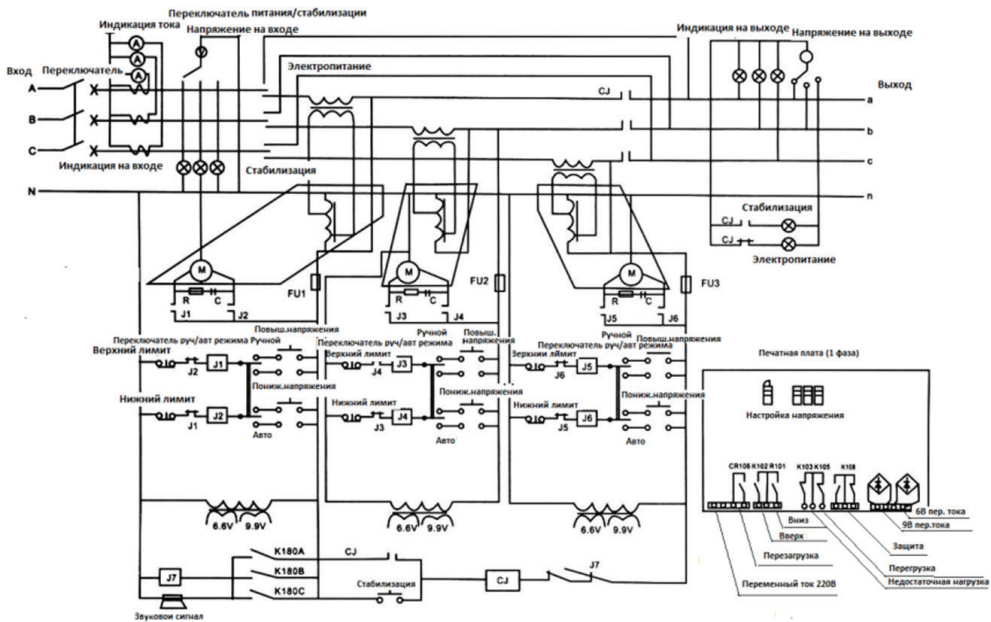 Переключатель питания/стабилизации
Индикация тока
Напряжение на входе
Индикация на выходе
Напряжение на выходе
A
A
A
Вход
Переключатель
Электропитание
Выход
A
B
C
N
CJ
a
b
c
n
Индикация на входе
Стабилизация
Стабилизация
CJ
CJ
Электропитание
M
M
M
R
C
R
C
R
C
FU1
FU2
FU3
J1
J2
J3
J4
J5
J6
Повыш.напряжения
Переключатель руч/авт режима
Ручной
Верхний лимит
J2
J1
Пониж.напряжения
Нижний лимит
J1
J2
Авто
Ручной
Повыш.
напряжения
Переключатель руч/авт режима
Верхний лимит
J4
J3
Пониж.напряжения
Нижний лимит
J3
J4
Авто
Ручной
Повыш.напряжения
Переключатель руч/авт режима
Зерхнии лймит
J6
J5
Пониж.напряжения
Нижний лимит
J5
J6
Авто
6.6V
9.9V
6.6V
9.9V
6.6V
9.9V
K180A
K180B
K180C
CJ
J7
Стабилизация
CJ
J7
Звуковои сигнал
Печатная плата (1 фаза)
Настройка напряжения
CR106
K102
R101
K103
K105
K108
Вниз
Вверх
Перезагрузка
Переменный ток 220В
6В пер. тока
9В пер.тока
Защита
Перегрузка
Недостаточная нагрузка